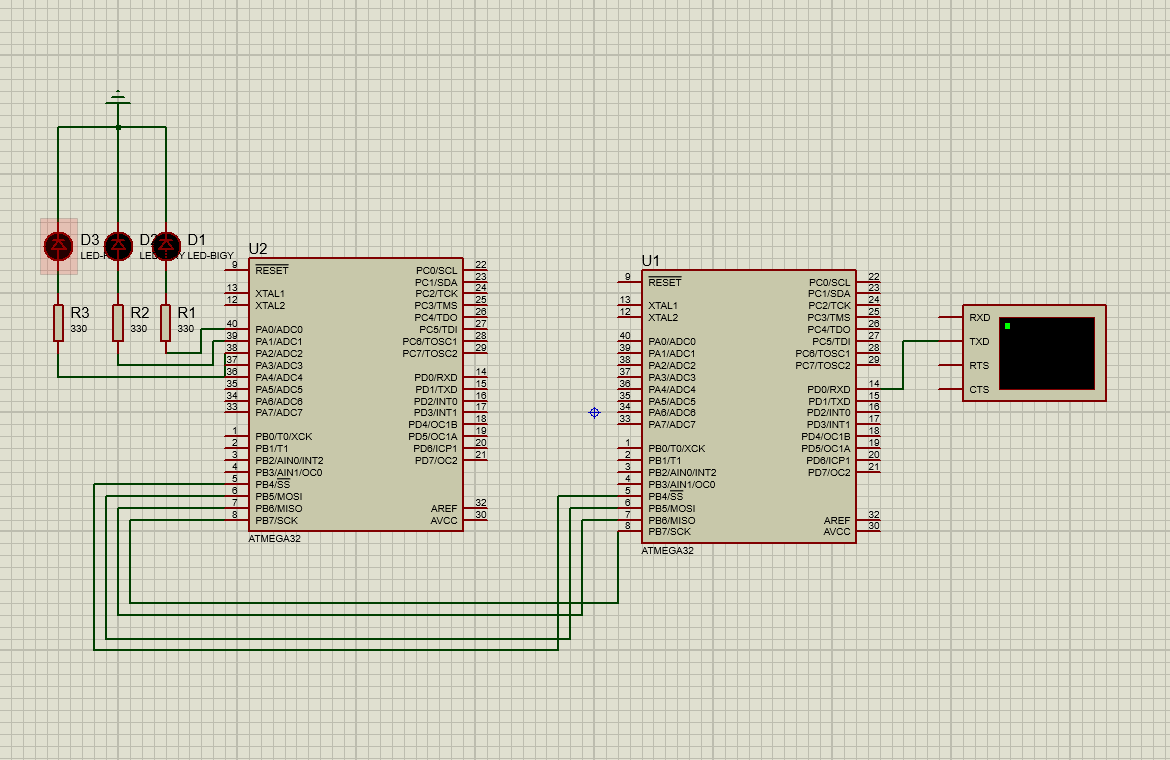 D3
LED-
D2
LED-
Y
D1
LED-BIGY
R3
330
R2
330
R1
330
U2
9 RESET
13 XTAL1
12 XTAL2
40 PA0/ADC0
39 PA1/ADC1
38 PA2/ADC2
37 PA3/ADC3
36 PA4/ADC4
35 PA5/ADC5
34 PA6/ADC6
33 PA7/ADC7
1 PB0/T0/XCK
2 PB1/T1
3 PB2/AIN0/INT2
4 PB3/AIN1/OC0
5 PB4/SS
6 PB5/MOSI
7 PB6/MISO
8 PB7/SCK
PC0/SCL 22
PC1/SDA 23
PC2/TCK 24
PC3/TMS 25
PC4/TDO 26
PC5/TDI 27
PC6/TOSC1 28
PC7/TOSC2 29
PD0/RXD 14
PD1/TXD 15
PD2/INT0 16
PD3/INT1 17
PD4/OC1B 18
PD5/OC1A 19
PD6/ICP1 20
PD7/OC2 21
AREF 32
AVCC 30
ATMEGA32
U1
9 RESET
13 XTAL1
12 XTAL2
40 PA0/ADC0
39 PA1/ADC1
38 PA2/ADC2
37 PA3/ADC3
36 PA4/ADC4
35 PA5/ADC5
34 PA6/ADC6
33 PA7/ADC7
1 PB0/T0/XCK
2 PB1/T1
3 PB2/AIN0/INT2
4 PB3/AIN1/OC0
5 PB4/SS
6 PB5/MOSI
7 PB6/MISO
8 PB7/SCK
PC0/SCL 22
PC1/SDA 23
PC2/TCK 24
PC3/TMS 25
PC4/TDO 26
PC5/TDI 27
PC6/TOSC1 28
PC7/TOSC2 29
PD0/RXD 14
PD1/TXD 15
PD2/INT0 16
PD3/INT1 17
PD4/OC1B 18
PD5/OC1A 19
PD6/ICP1 20
PD7/OC2 21
AREF 32
AVCC 30
ATMEGA32
RXD
TXD
RTS
CTS